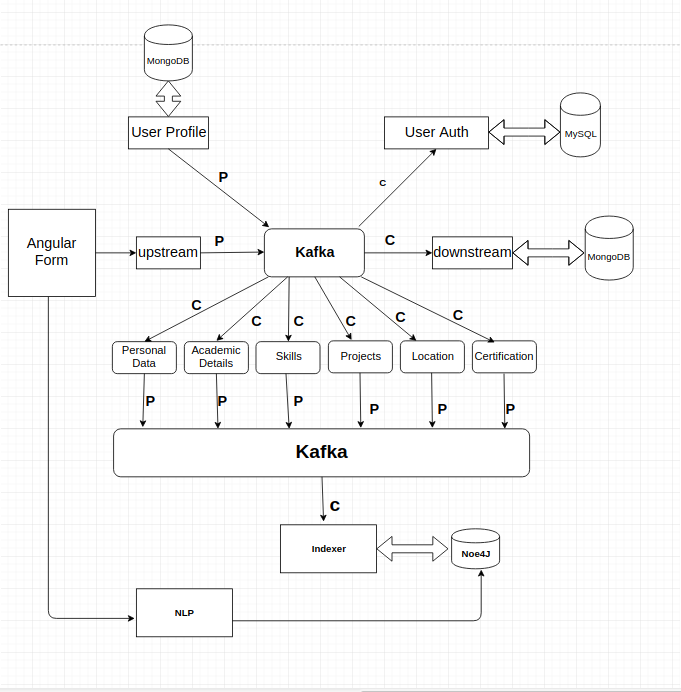 MongoDB
User Profile
User Auth
MySQL
P
C
Angular
Form
upstream
P
Kafka
C
downstream
MongoDB
C
C
C
C
C
C
Personal
Data
Academic
Details
Skills
Projects
Location
Certification
P
P
P
P
P
P
Kafka
C
Indexer
Noe4J
NLP